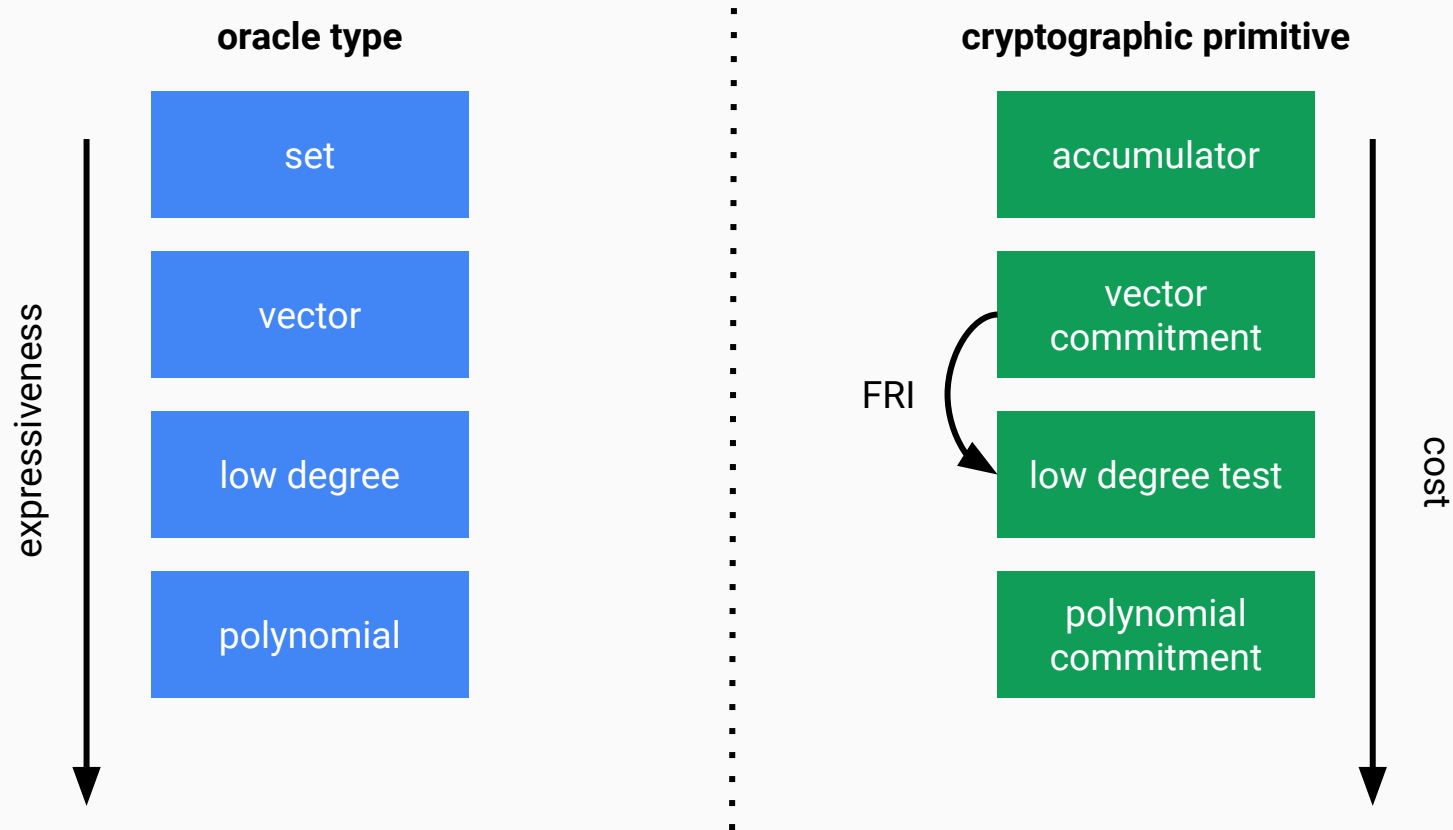 oracle type
cryptographic primitive
set
accumulator
vector
vector
commitment
FRI
low degree
low degree test
polynomial
polynomial
commitment
expressiveness
cost